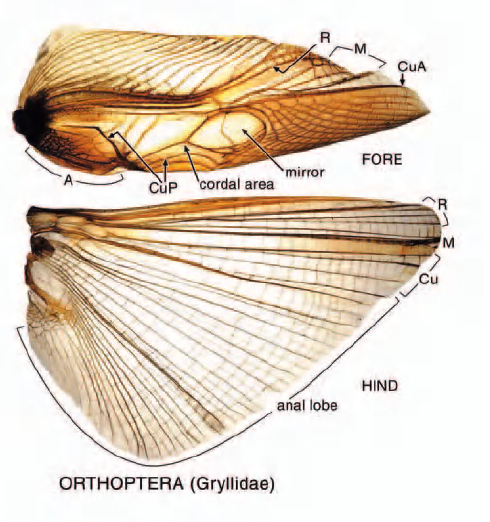 R
M
CuA
FORE
mirror
cordal area
CuP
A
R
M
Cu
HIND
anal lobe
ORTHOPTERA (Gryllidae)